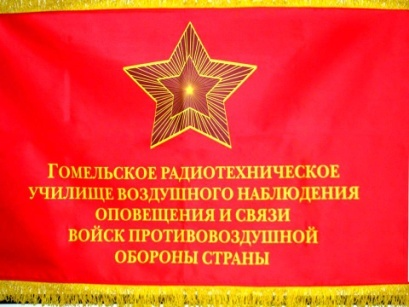 ГОМЕЛЬСКОЕ РАДИОТЕХНИЧЕСКОЕ
УЧИЛИЩЕ ВОЗДУШНОГО НАБЛЮДЕНИЯ
ОПОВЕЩЕНИЯ И СВЯЗИ
ВОЙСК ПРОТИВОВОЗДУШНОЙ
ОБОРОНЫ СТРАНЫ